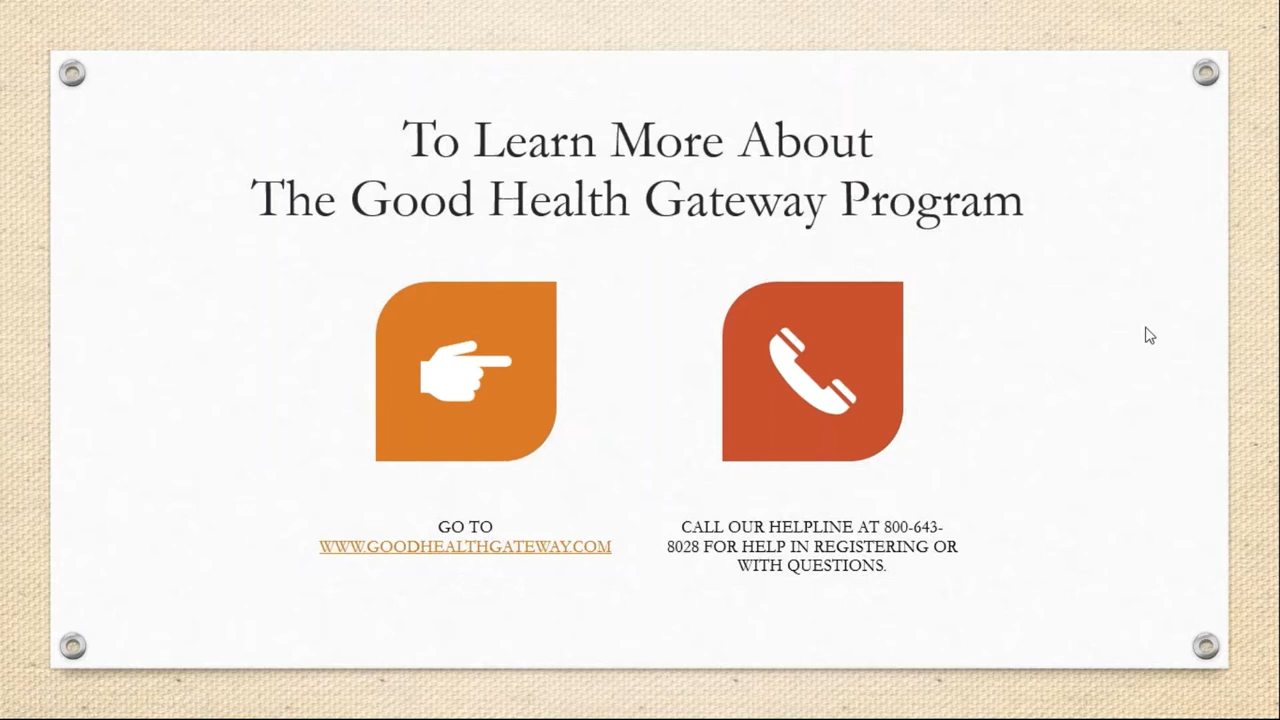 To Learn More About
The Good Health Gateway Program
GO TO
WWW.GOODHEALTHGATEWAY.COM
CALL OUR HELPLINE AT 800-643-
8028 FOR HELP IN REGISTERING OR
WITH QUESTIONS.